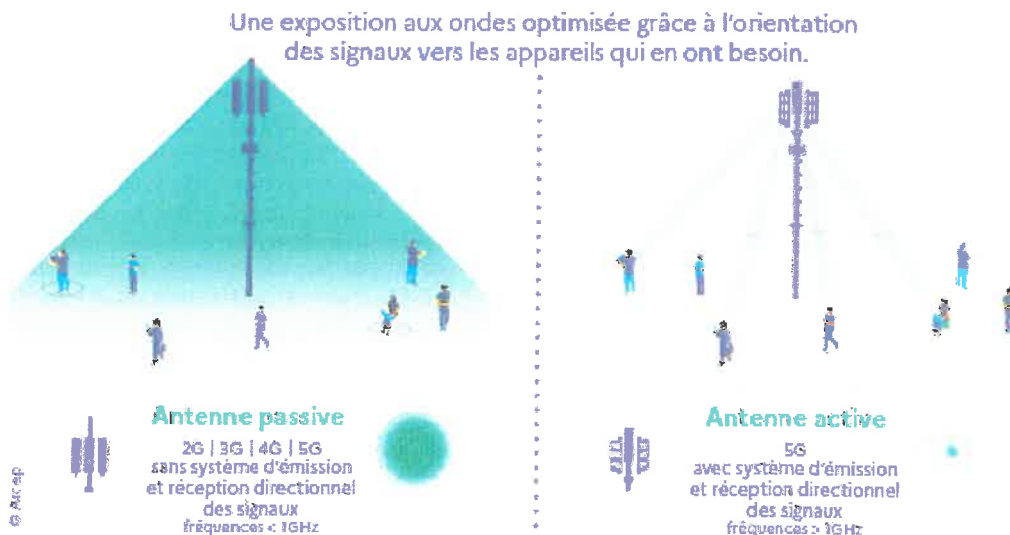 Une exposition aux ondes optimisée grâce à l'orientation
des signaux vers les appareils qui en ont besoin.
Antenne passive
2G | 3G | 4G | 5G
sans système d'émission
et réception directionnel
des signaux
fréquences < 1GHz
© Arcep
Antenne active
5G
avec système d'émission
et réception directionnel
des signaux
fréquences > 1GHz